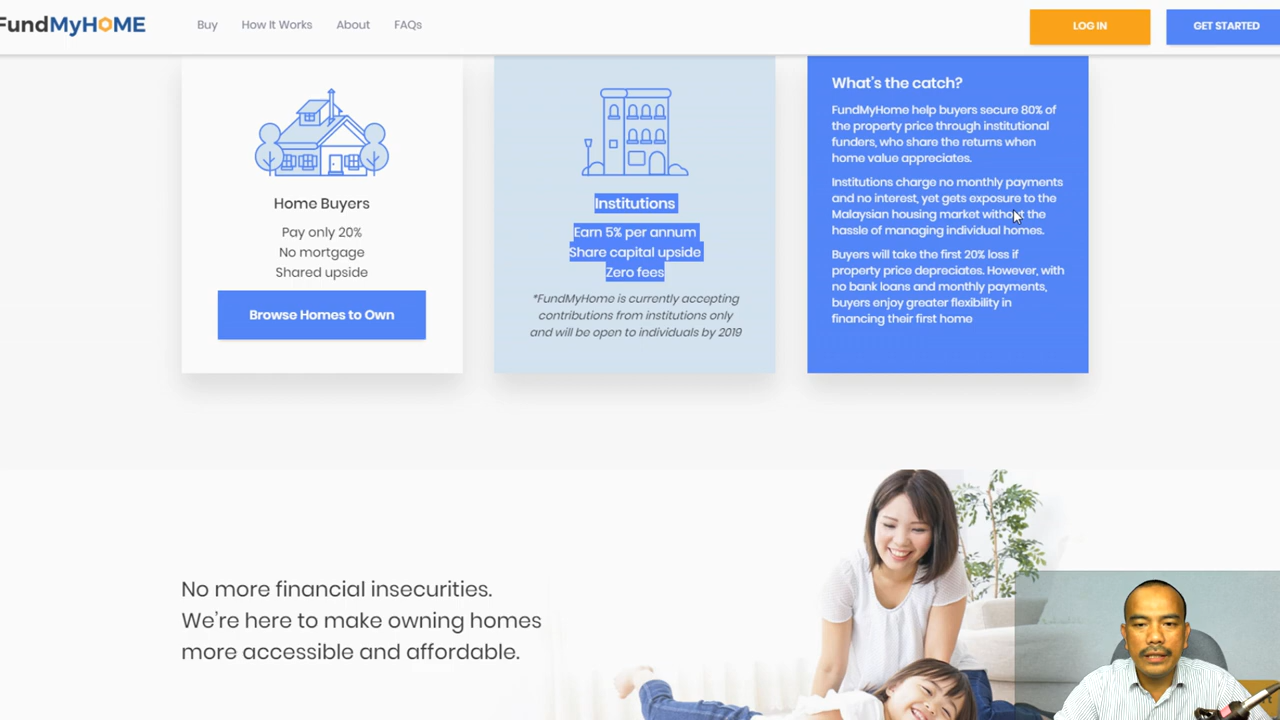 FundMyHOME
Buy
How It Works
About
FAQs
LOG IN
GET STARTED
Home Buyers
Pay only 20%
No mortgage
Shared upside
Browse Homes to Own
Institutions
Earn 5% per annum
Share capital upside
Zero fees
*FundMyHome is currently accepting
contributions from institutions only
and will be open to individuals by 2019
What's the catch?
FundMyHome help buyers secure 80% of
the property price through institutional
funders, who share the returns when
home value appreciates.
Institutions charge no monthly payments
and no interest, yet gets exposure to the
Malaysian housing market without the
hassle of managing individual homes.
Buyers will take the first 20% loss if
property price depreciates. However, with
no bank loans and monthly payments,
buyers enjoy greater flexibility in
financing their first home
No more financial insecurities.
We're here to make owning homes
more accessible and affordable.